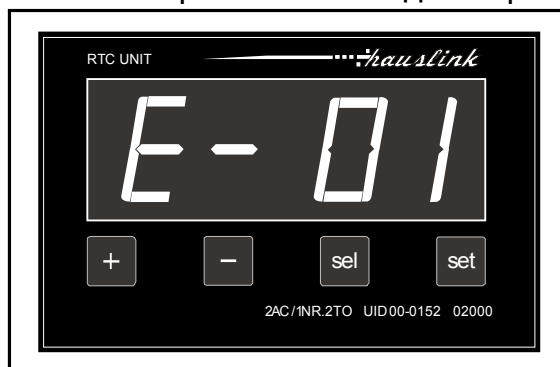 RTC UNIT hauslink
E-01
+ - sel set
2AC/1NR.2TO UID00-0152 02000